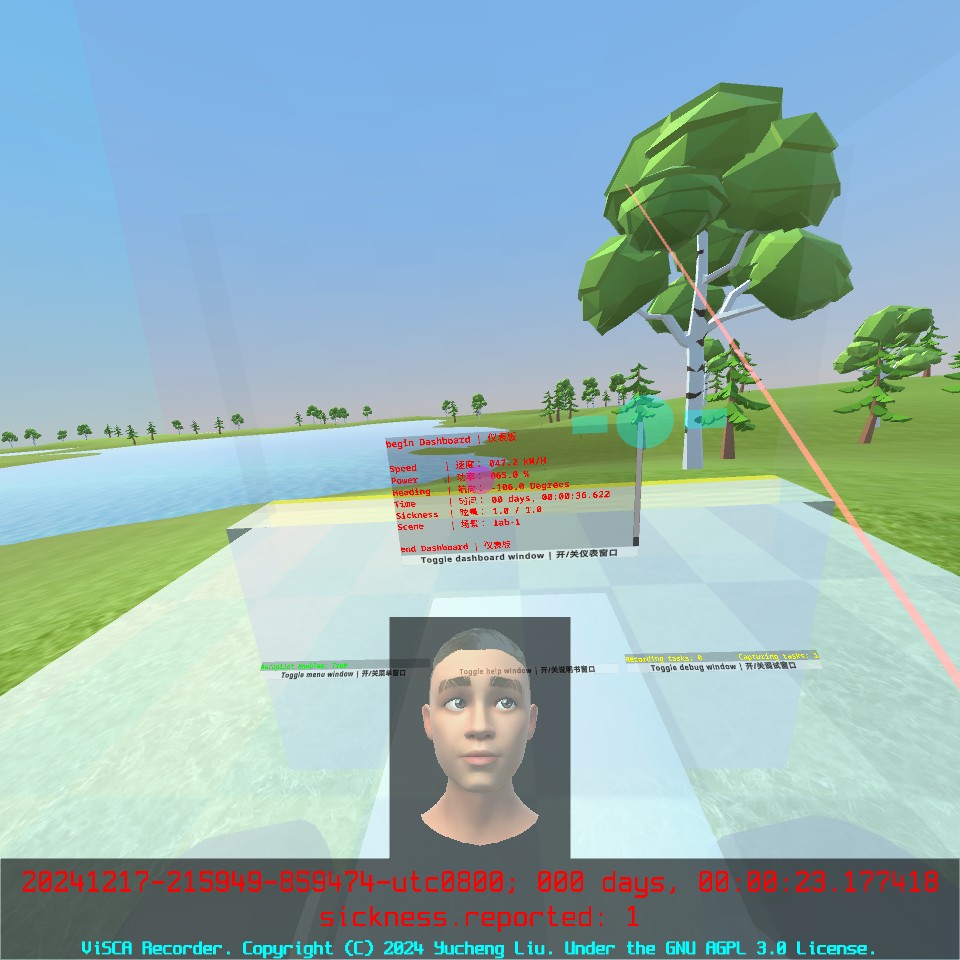 begin Dashboard | 仪表版
Speed | 速度: 047.2 kM/H
Power | 功率: 065.0 %
Heading | 航向: -106.0 Degrees
Time | 时间: 00 days, 00:00:36.622
Sickness | 眩晕: 1.0 / 1.0
Scene | 场景: lab-1
end Dashboard | 仪表版
Toggle dashboard window | 开/关仪表窗口
Autopilot enabled: True
Toggle menu window | 开/关菜单窗口
Toggle help window | 开/关说明书窗口
Recording tasks: 0 Capturing tasks: 1
Toggle debug window | 开/关调试窗口
20241217-215949-859474-utc0800; 000 days, 00:00:23.177418
sickness.reported: 1
ViSCA Recorder. Copyright (C) 2024 Yucheng Liu. Under the GNU AGPL 3.0 License.